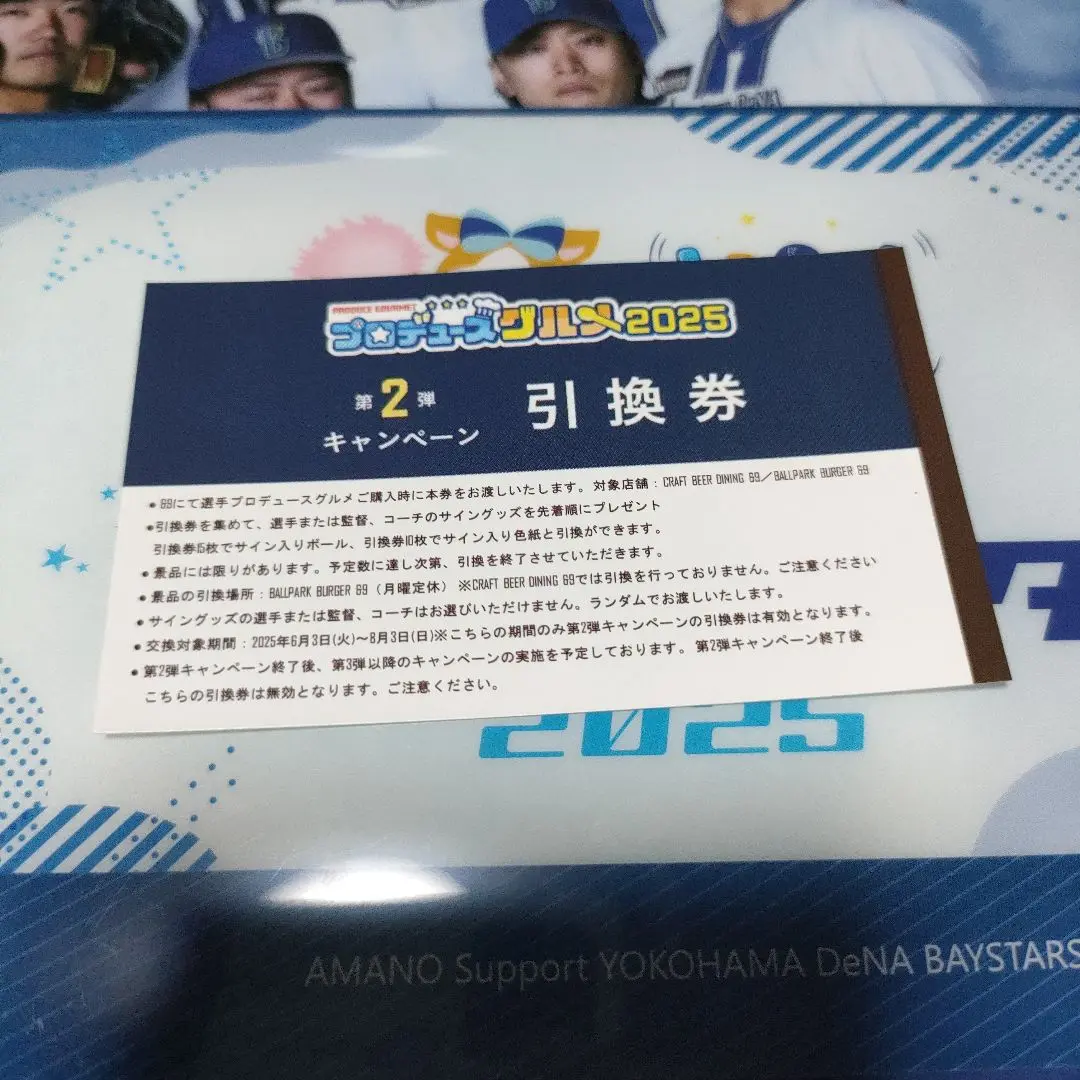 PRODUCE GOURMET
プロデュースグルメ2025
第2弾
キャンペーン
引換券
●69にて選手プロデュースグルメご購入時に本券をお渡しいたします。対象店舗：CRAFT BEER DINING 69／BALLPARK BURGER 69
●引換券を集めて、選手または監督、コーチのサイングッズを先着順にプレゼント
引換券15枚でサイン入りボール、引換券10枚でサイン入り色紙と引換ができます。
●景品には限りがあります。予定数に達し次第、引換を終了させていただきます。
●景品の引換場所：BALLPARK BURGER 69（月曜定休）※CRAFT BEER DINING 69では引換を行っておりません。ご注意ください
●サイングッズの選手または監督、コーチはお選びいただけません。ランダムでお渡しいたします。
●交換対象期間：2025年6月3日(火)～8月3日(日)※こちらの期間のみ第2弾キャンペーンの引換券は有効となります。
●第2弾キャンペーン終了後、第3弾以降のキャンペーンの実施を予定しております。第2弾キャンペーン終了後
こちらの引換券は無効となります。ご注意ください。
2025
AMANO Support YOKOHAMA DeNA BAYSTARS